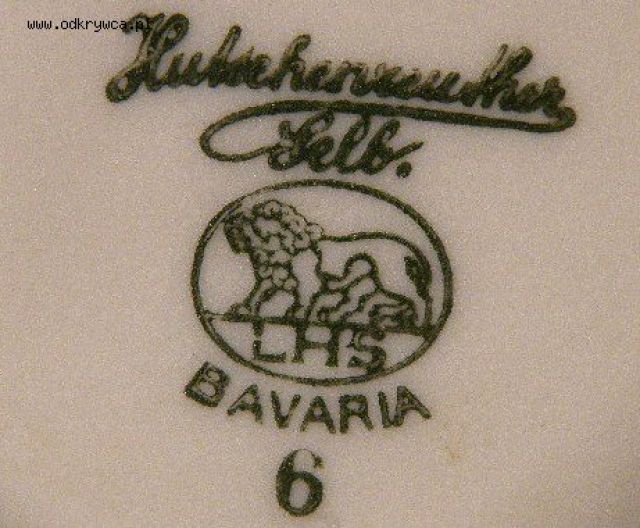 www.odkrywca.pl
Hutschenreuther
Selb.
LHS
BAVARIA
6